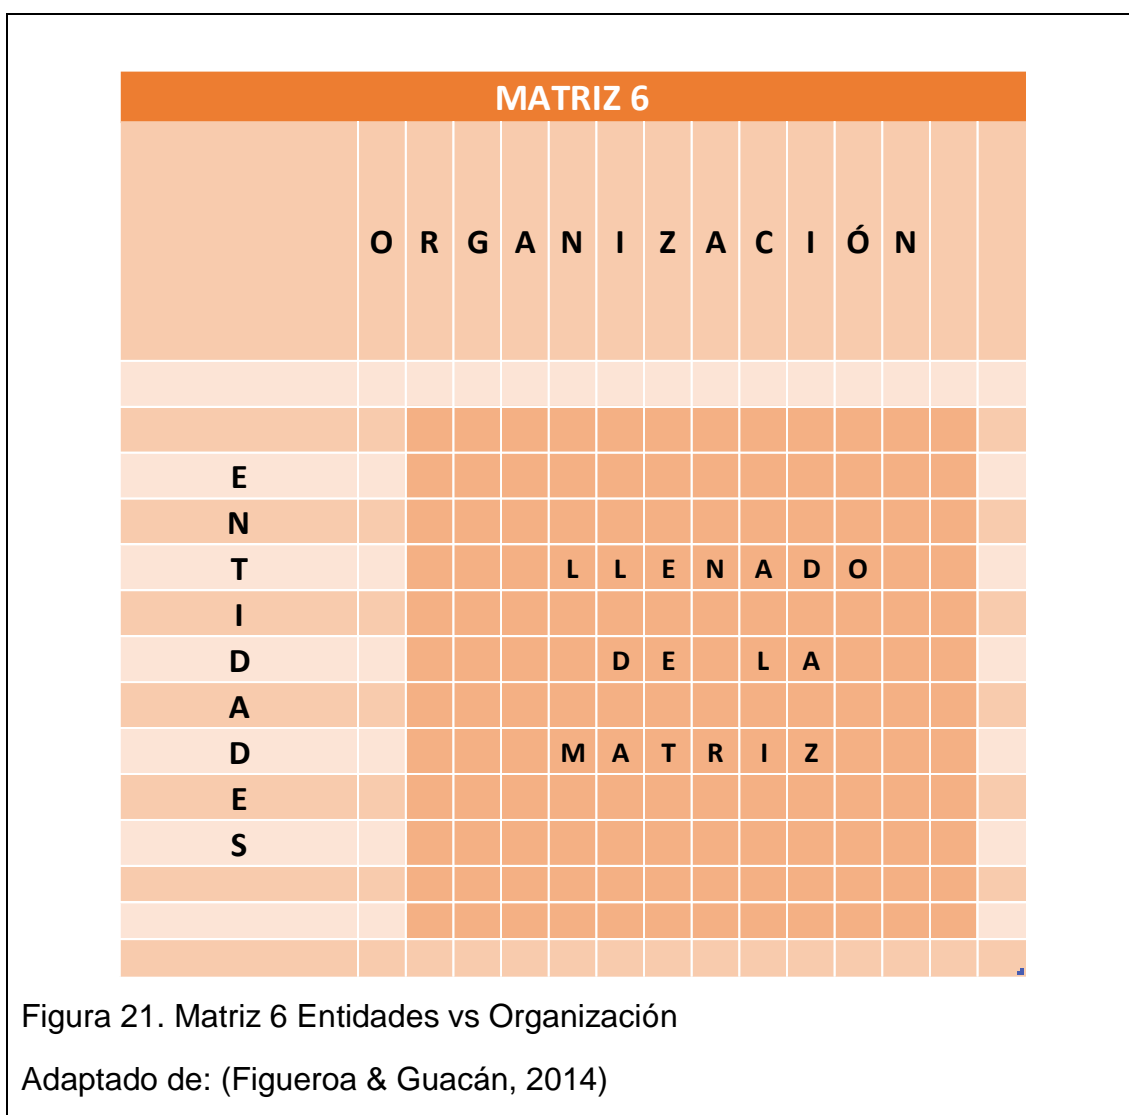 MATRIZ 6
O R G A N I Z A C I Ó N
E
N
T
L L E N A D O
I
D
D E L A
A
D
M A T R I Z
E
S
Figura 21. Matriz 6 Entidades vs Organización
Adaptado de: (Figueroa & Guacán, 2014)